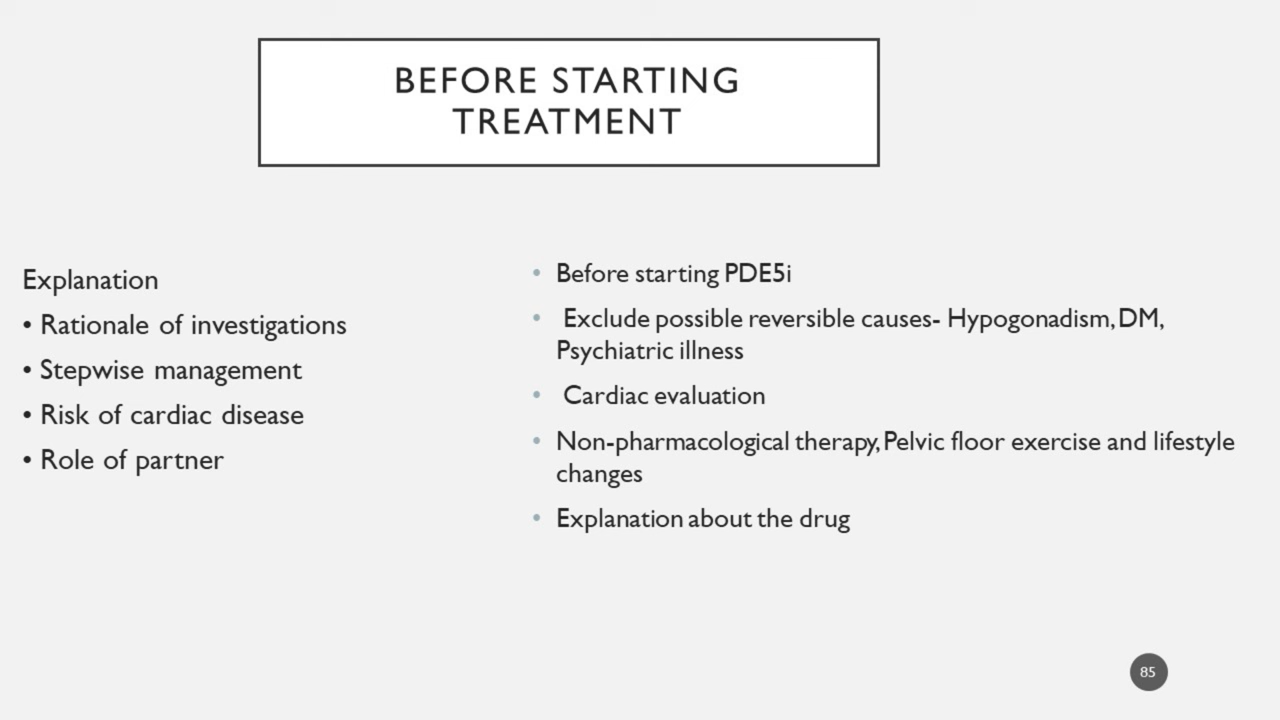 BEFORE STARTING
TREATMENT
Explanation
• Rationale of investigations
• Stepwise management
• Risk of cardiac disease
• Role of partner
• Before starting PDE5i
• Exclude possible reversible causes- Hypogonadism, DM,
Psychiatric illness
• Cardiac evaluation
• Non-pharmacological therapy, Pelvic floor exercise and lifestyle
changes
• Explanation about the drug
85